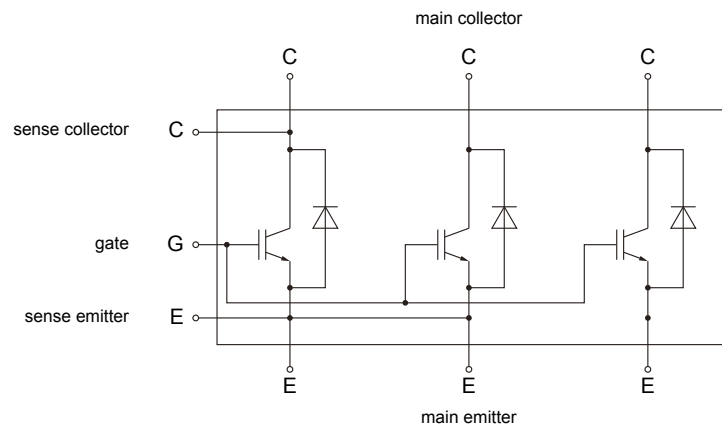 main collector
C C C
sense collector C
gate G
sense emitter E
E E E
main emitter